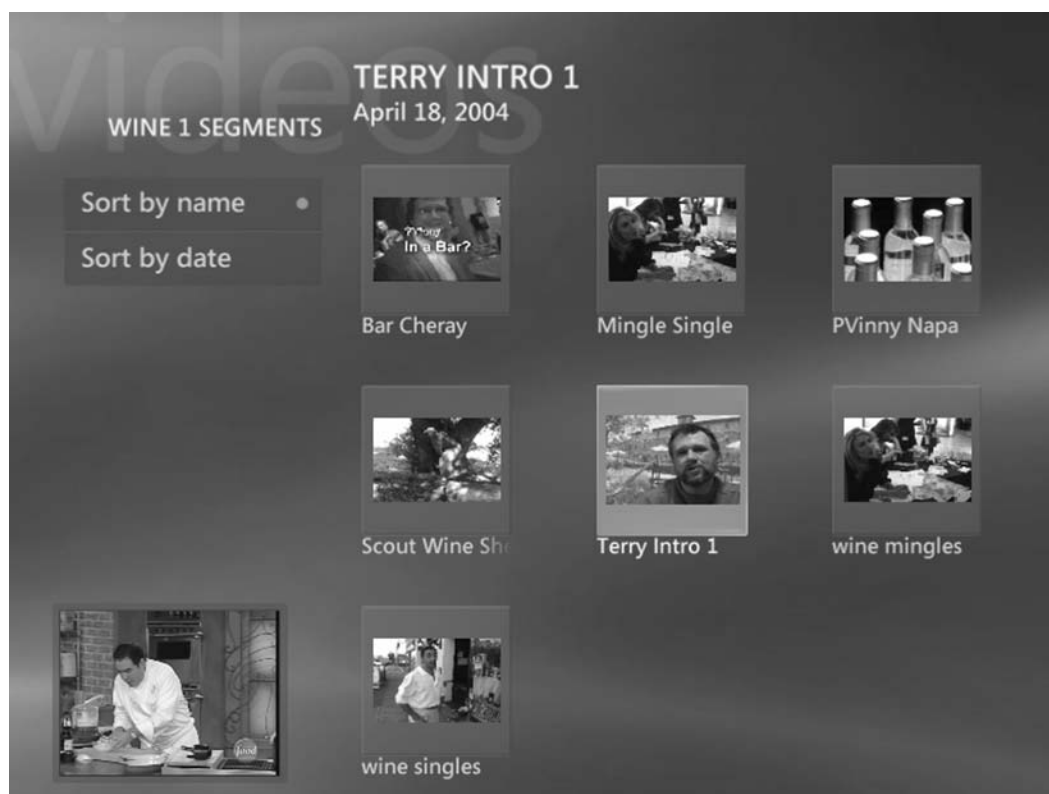 videos
TERRY INTRO 1
April 18, 2004
WINE 1 SEGMENTS
Sort by name
Sort by date
In a Bar?
Bar Cheray
Mingle Single
PVinny Napa
Scout Wine Sh
Terry Intro 1
wine mingles
food
wine singles